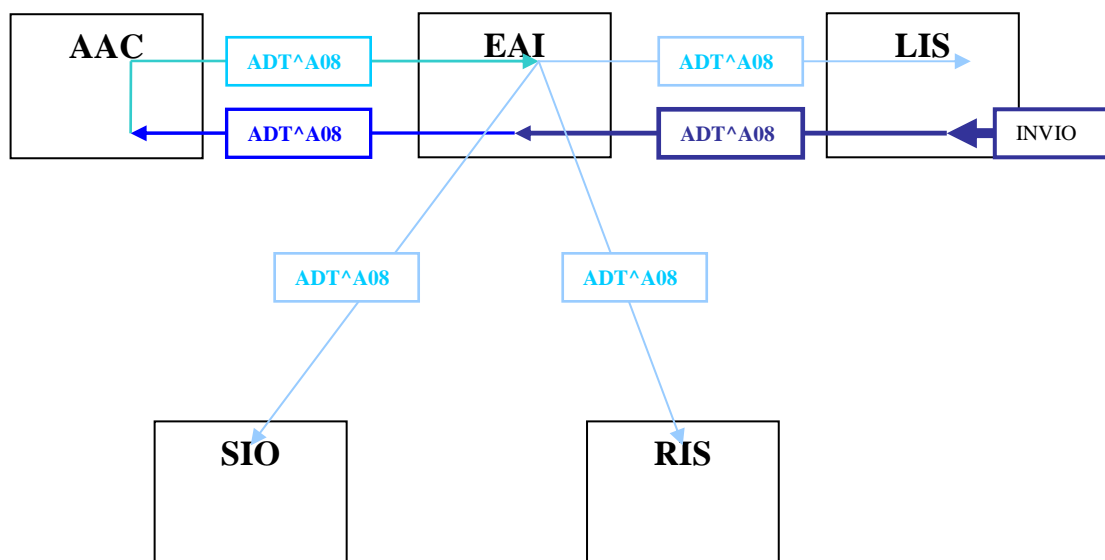 AAC
EAI
LIS
ADT^A08
ADT^A08
ADT^A08
ADT^A08
INVIO
ADT^A08
ADT^A08
SIO
RIS